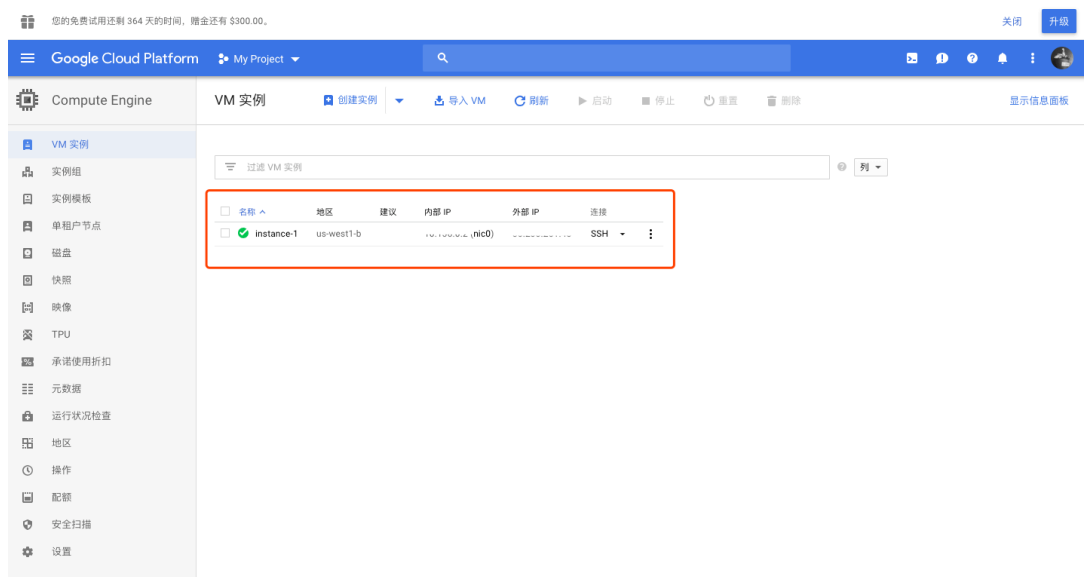 您的免费试用还剩 364 天的时间，赠金还有 $300.00。 关闭 升级
Google Cloud Platform My Project
Compute Engine VM 实例 创建实例 导入 VM 刷新 启动 停止 重置 删除 显示信息面板
VM 实例
实例组
实例模板
单租户节点
磁盘
快照
映像
TPU
承诺使用折扣
元数据
运行状况检查
地区
操作
配额
安全扫描
设置
过滤 VM 实例 列
名称 地区 建议 内部 IP 外部 IP 连接
instance-1 us-west1-b (nic0) SSH